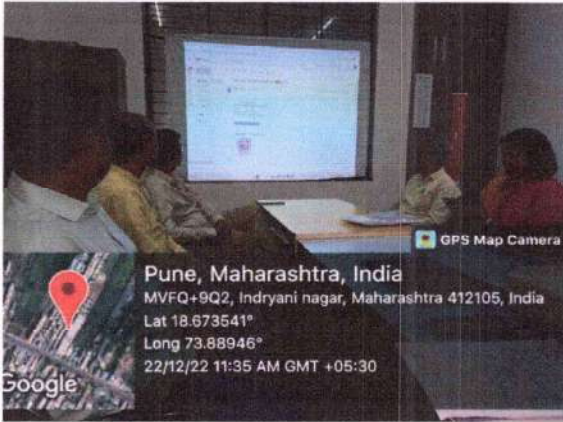 GPS Map Camera
Pune, Maharashtra, India
MVFQ+9Q2, Indryani nagar, Maharashtra 412105, India
Lat 18.673541°
Long 73.88946°
22/12/22 11:35 AM GMT +05:30
Google